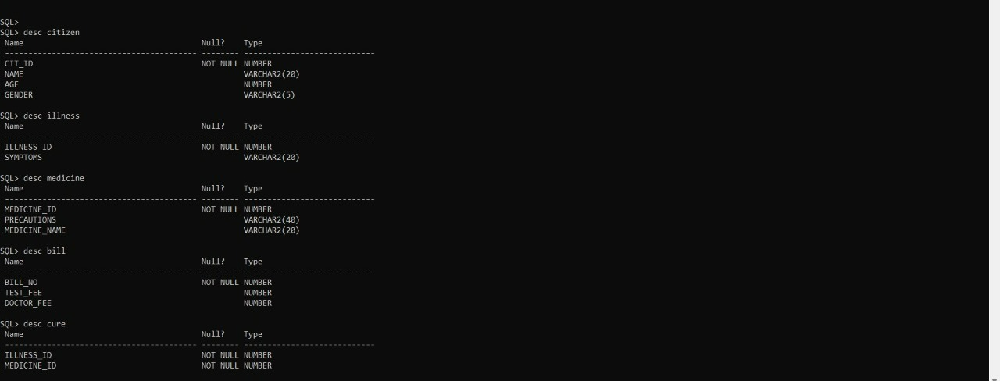 SQL>
SQL> desc citizen
 Name                                      Null?    Type
 ----------------------------------------- -------- ----------------------------
 CIT_ID                                    NOT NULL NUMBER
 NAME                                               VARCHAR2(20)
 AGE                                                NUMBER
 GENDER                                             VARCHAR2(5)

SQL> desc illness
 Name                                      Null?    Type
 ----------------------------------------- -------- ----------------------------
 ILLNESS_ID                                NOT NULL NUMBER
 SYMPTOMS                                           VARCHAR2(20)

SQL> desc medicine
 Name                                      Null?    Type
 ----------------------------------------- -------- ----------------------------
 MEDICINE_ID                               NOT NULL NUMBER
 PRECAUTIONS                                        VARCHAR2(40)
 MEDICINE_NAME                                      VARCHAR2(20)

SQL> desc bill
 Name                                      Null?    Type
 ----------------------------------------- -------- ----------------------------
 BILL_NO                                   NOT NULL NUMBER
 TEST_FEE                                           NUMBER
 DOCTOR_FEE                                         NUMBER

SQL> desc cure
 Name                                      Null?    Type
 ----------------------------------------- -------- ----------------------------
 ILLNESS_ID                                NOT NULL NUMBER
 MEDICINE_ID                               NOT NULL NUMBER